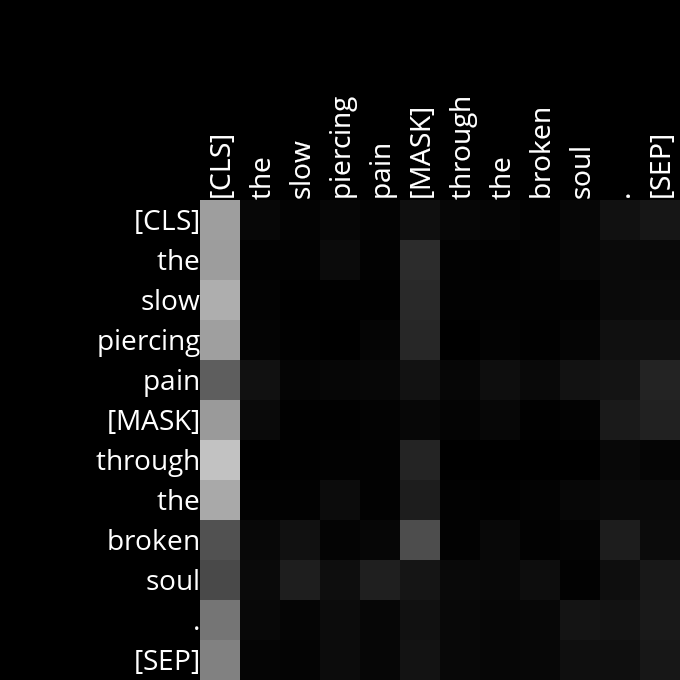 [CLS]
the
slow
piercing
pain
[MASK]
through
the
broken
soul
.
[SEP]
[CLS]
the
slow
piercing
pain
[MASK]
through
the
broken
soul
.
[SEP]